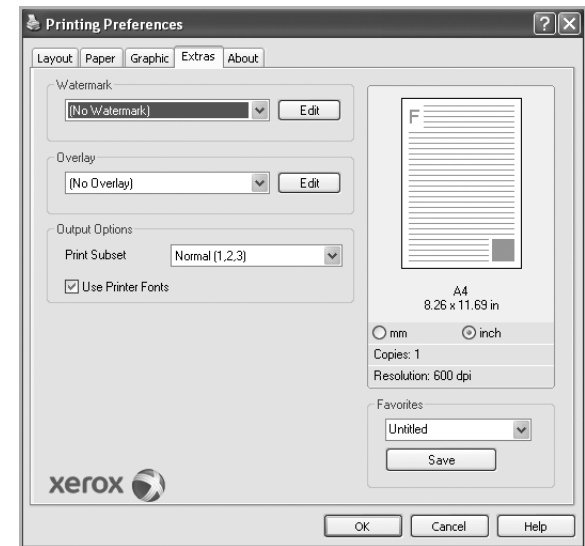 Printing Preferences
Layout Paper Graphic Extras About
Watermark
(No Watermark) Edit
Overlay
(No Overlay) Edit
Output Options
Print Subset Normal (1,2,3)
Use Printer Fonts
F
A4
8.26 x 11.69 in
mm inch
Copies: 1
Resolution: 600 dpi
Favorites
Untitled
Save
xerox
OK Cancel Help